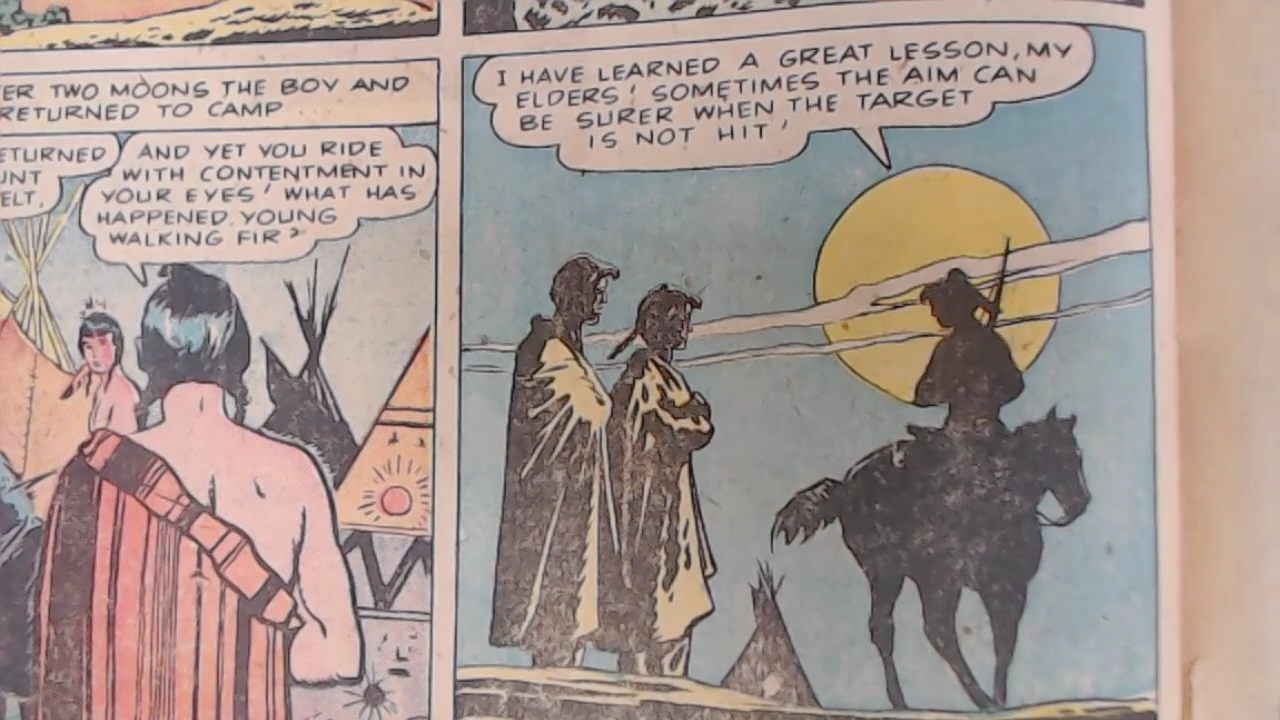 ER TWO MOONS THE BOY AND
RETURNED TO CAMP
ETURNED
UNT
ELT,
AND YET YOU RIDE
WITH CONTENTMENT IN
YOUR EYES! WHAT HAS
HAPPENED, YOUNG
WALKING FIR?
I HAVE LEARNED A GREAT LESSON, MY
ELDERS! SOMETIMES THE AIM CAN
BE SURER WHEN THE TARGET
IS NOT HIT!